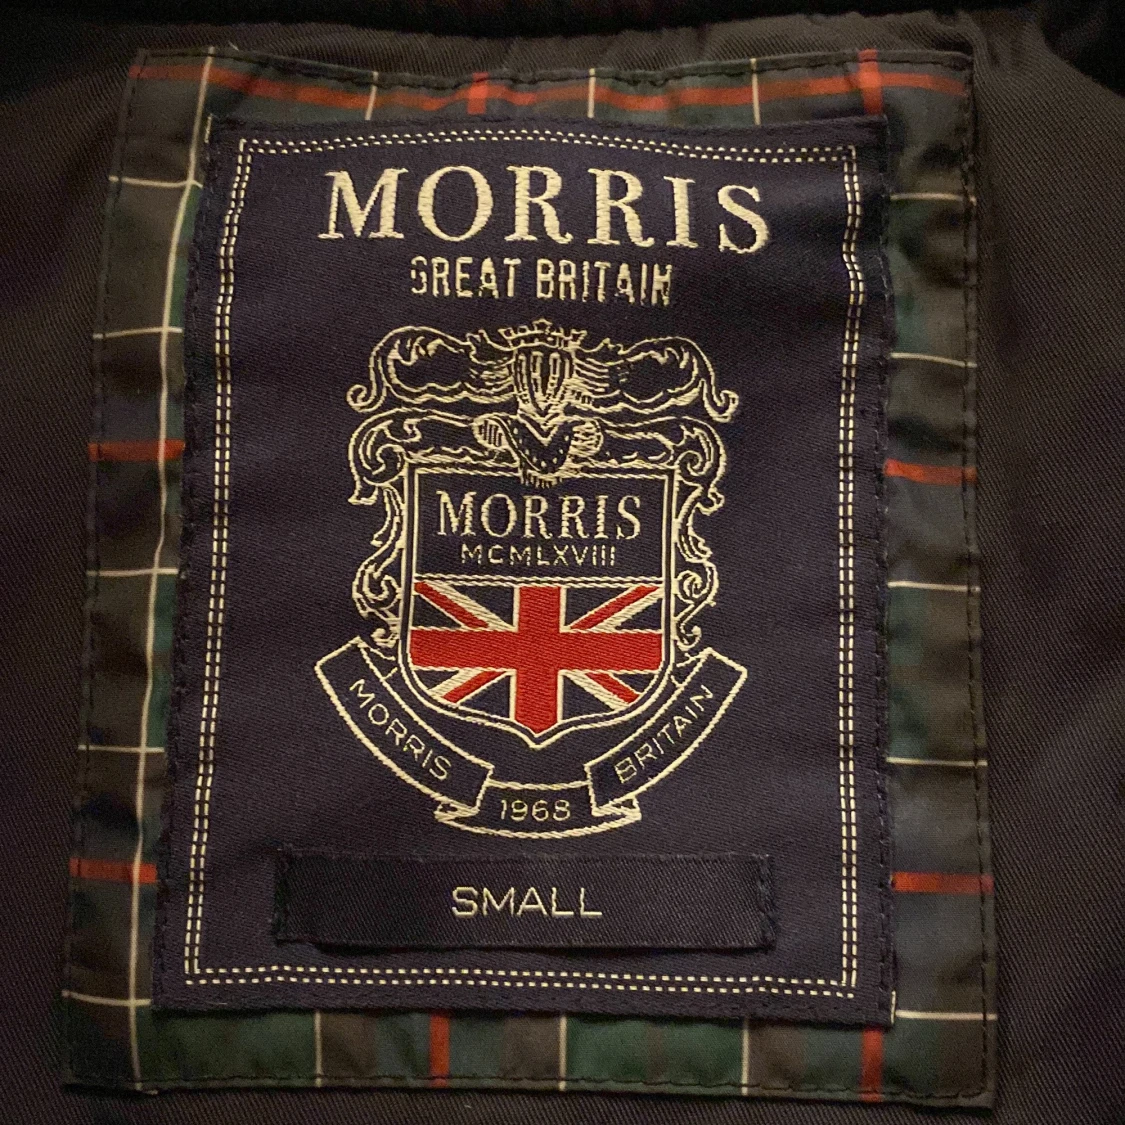 MORRIS
GREAT BRITAIN
MORRIS
MCMLXVIII
MORRIS
1968
BRITAIN
SMALL